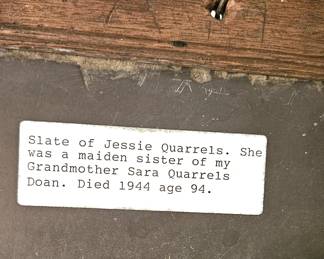 Slate of Jessie Quarrels. She
was a maiden sister of my
Grandmother Sara Quarrels
Doan. Died 1944 age 94.